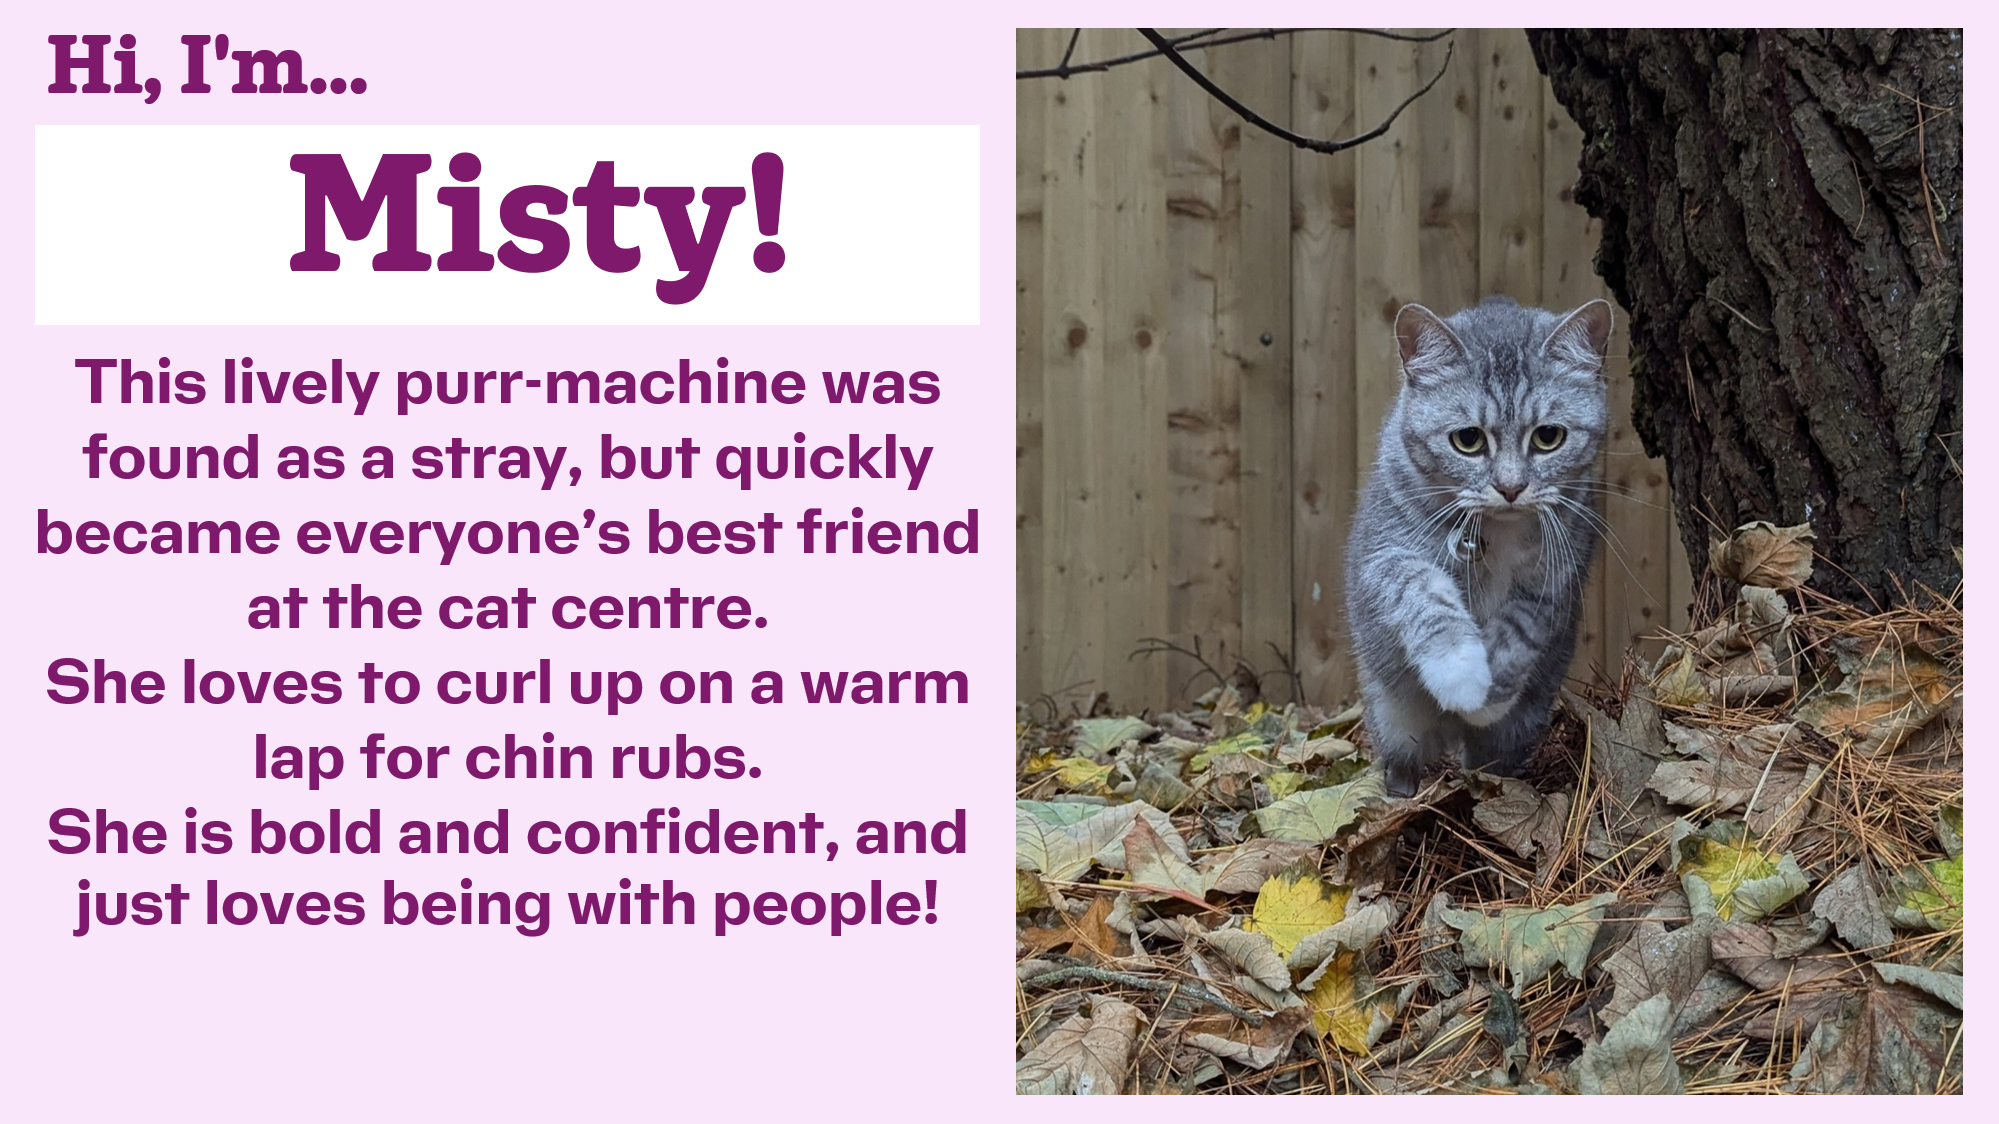 Hi, I'm...
Misty!
This lively purr-machine was
found as a stray, but quickly
became everyone’s best friend
at the cat centre.
She loves to curl up on a warm
lap for chin rubs.
She is bold and confident, and
just loves being with people!